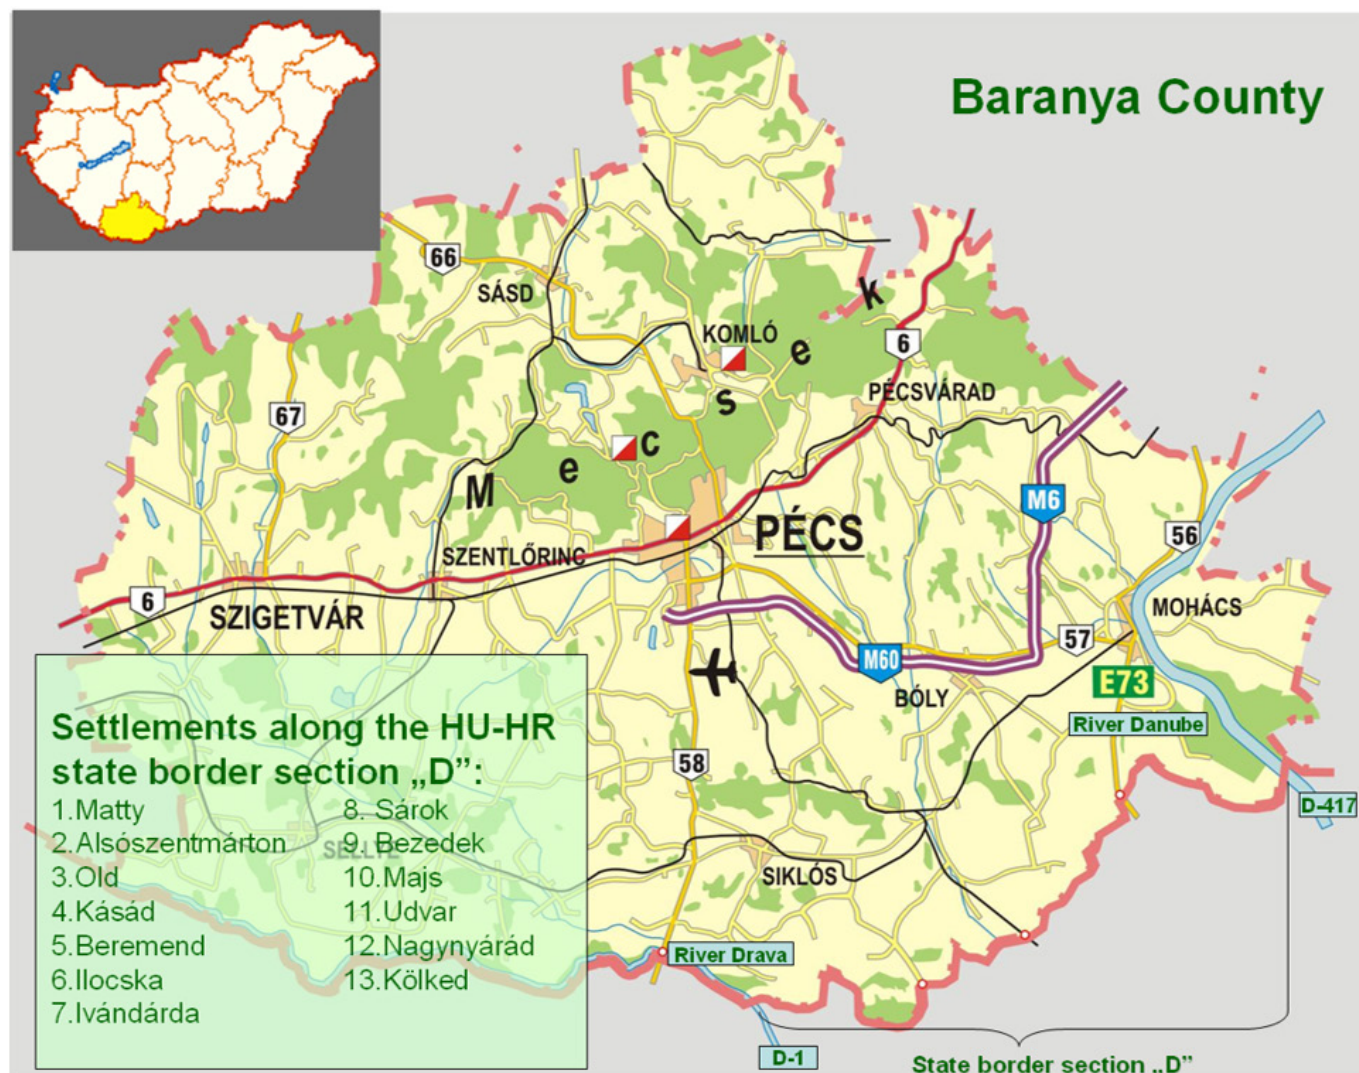 Baranya County
66
SÁSD
k
KOMLÓ
e
6
67
s
PÉCSVÁRAD
c
e
M
M6
PÉCS
56
SZENTLŐRINC
6
SZIGETVÁR
MOHÁCS
57
M60
E73
BÓLY
River Danube
58
Settlements along the HU-HR
state border section „D”:
1.Matty
2.Alsószentmárton
3.Old
4.Kásád
5.Beremend
6.Ilocska
7.Ivándárda
8. Sárok
9. Bezedek
10.Majs
11.Udvar
12.Nagynyárád
13.Kölked
SELLYE
D-417
SIKLÓS
River Drava
D-1
State border section „D”